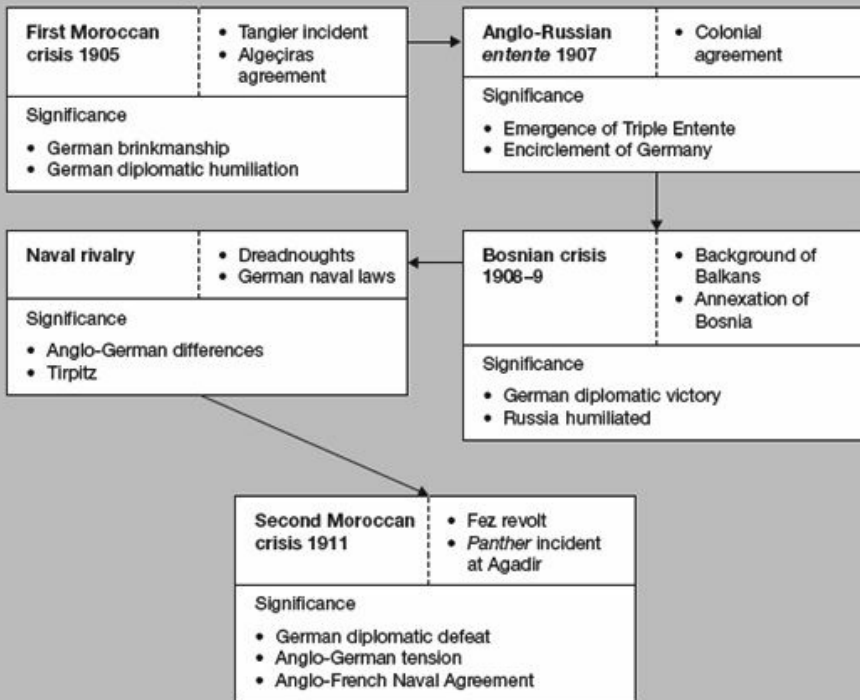 First Moroccan
crisis 1905
• Tangier incident
• Algeçiras
agreement
Significance
• German brinkmanship
• German diplomatic humiliation
Anglo-Russian
entente 1907
• Colonial
agreement
Significance
• Emergence of Triple Entente
• Encirclement of Germany
Bosnian crisis
1908–9
• Background of
Balkans
• Annexation of
Bosnia
Significance
• German diplomatic victory
• Russia humiliated
Naval rivalry
• Dreadnoughts
• German naval laws
Significance
• Anglo-German differences
• Tirpitz
Second Moroccan
crisis 1911
• Fez revolt
• Panther incident
at Agadir
Significance
• German diplomatic defeat
• Anglo-German tension
• Anglo-French Naval Agreement